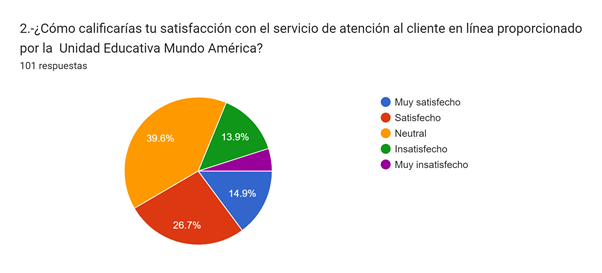 2.-¿Cómo calificarías tu satisfacción con el servicio de atención al cliente en línea proporcionado
por la  Unidad Educativa Mundo América?
101 respuestas
39.6%
13.9%
14.9%
26.7%
Muy satisfecho
Satisfecho
Neutral
Insatisfecho
Muy insatisfecho